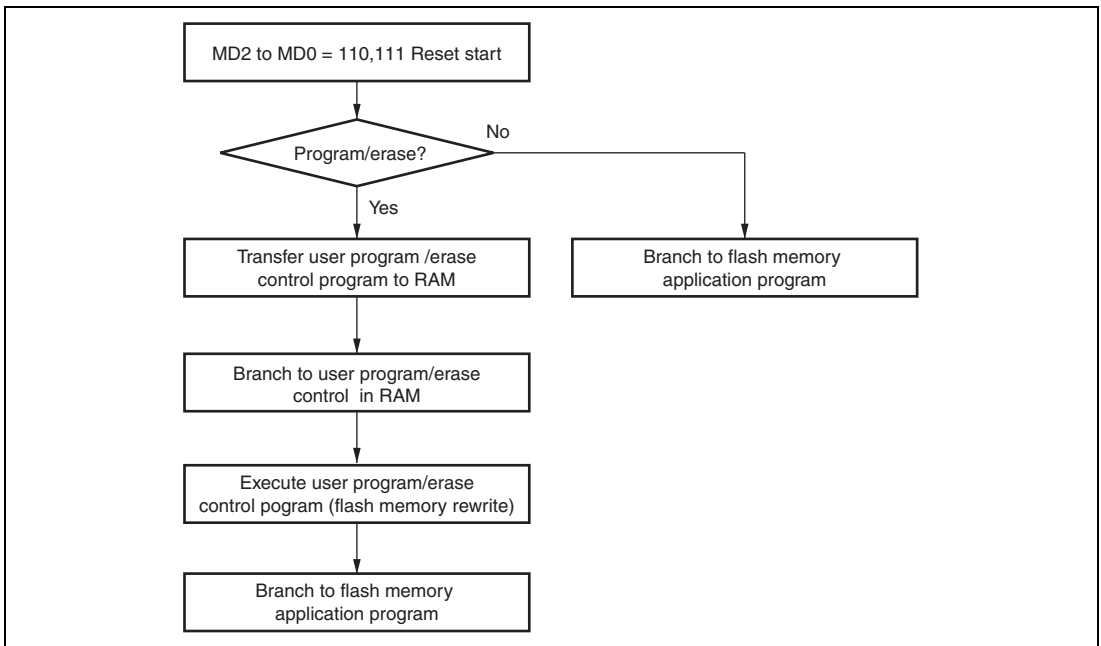 MD2 to MD0 = 110,111 Reset start
No
Program/erase?
Yes
Transfer user program /erase
control program to RAM
Branch to flash memory
application program
Branch to user program/erase
control in RAM
Execute user program/erase
control pogram (flash memory rewrite)
Branch to flash memory
application program